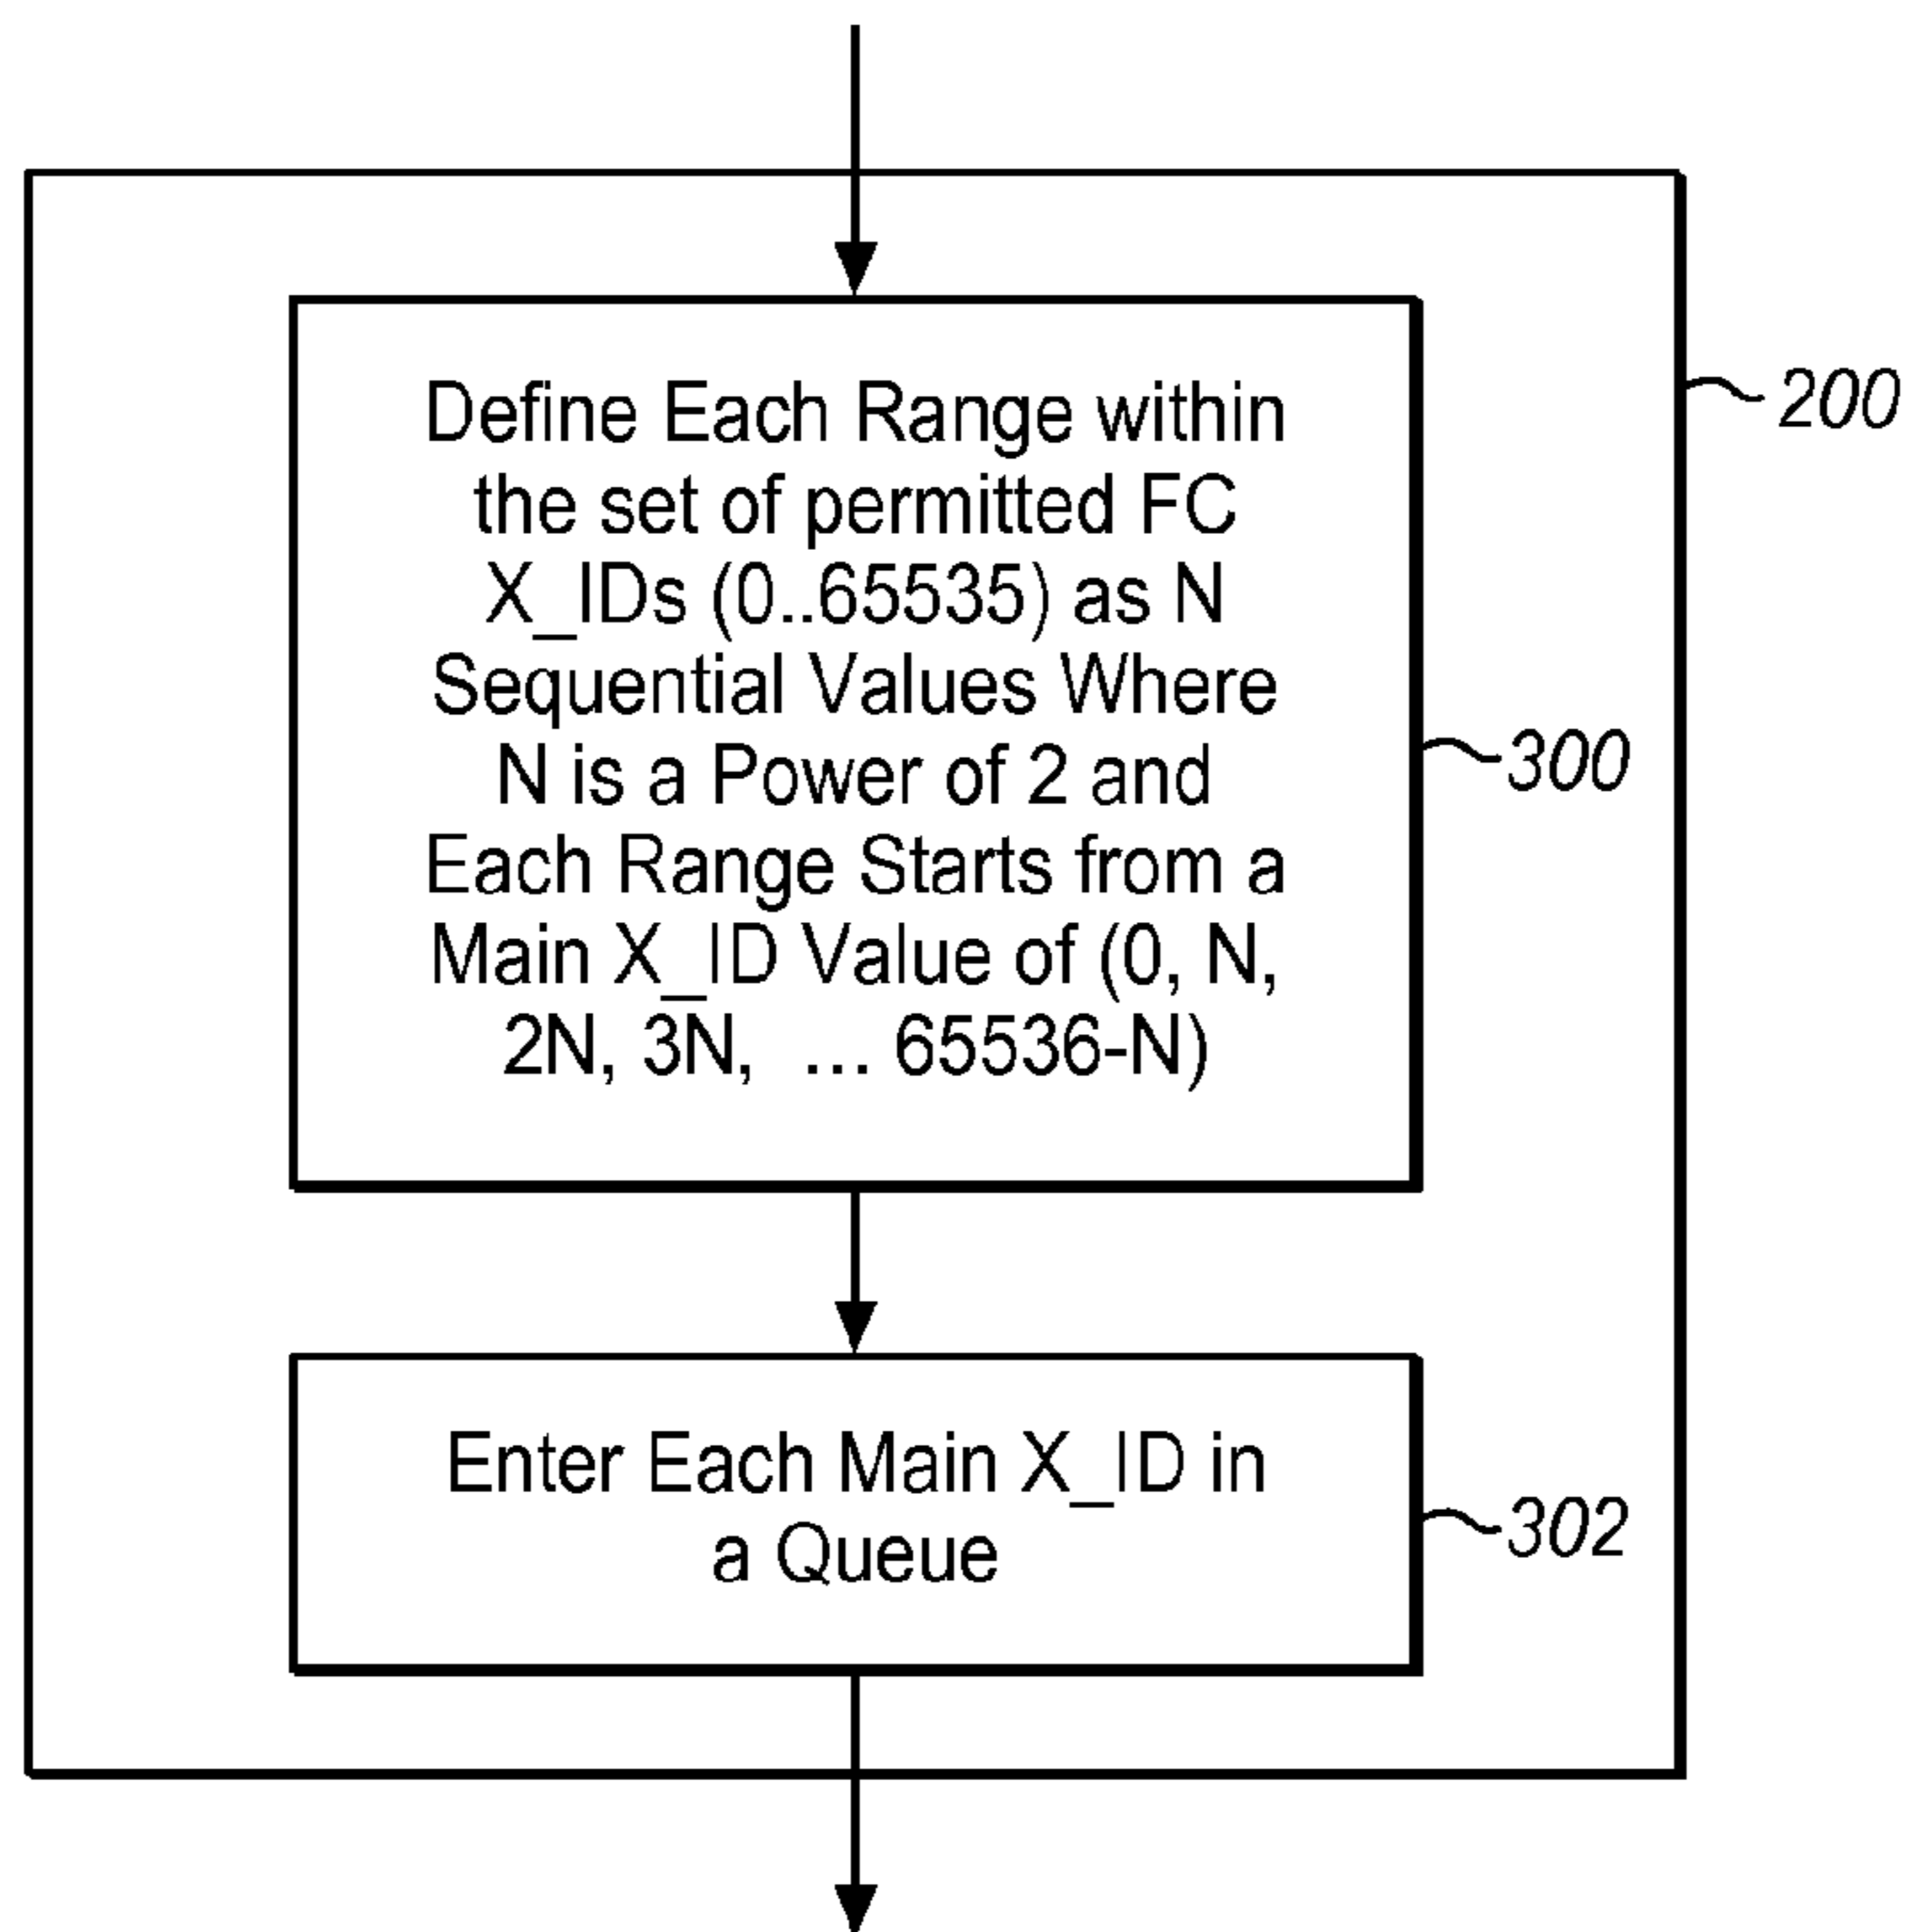 Define Each Range within
the set of permitted FC
X_IDs (0..65535) as N
Sequential Values Where
N is a Power of 2 and
Each Range Starts from a
Main X_ID Value of (0, N,
2N, 3N, ... 65536-N)
200
300
Enter Each Main X_ID in
a Queue
302